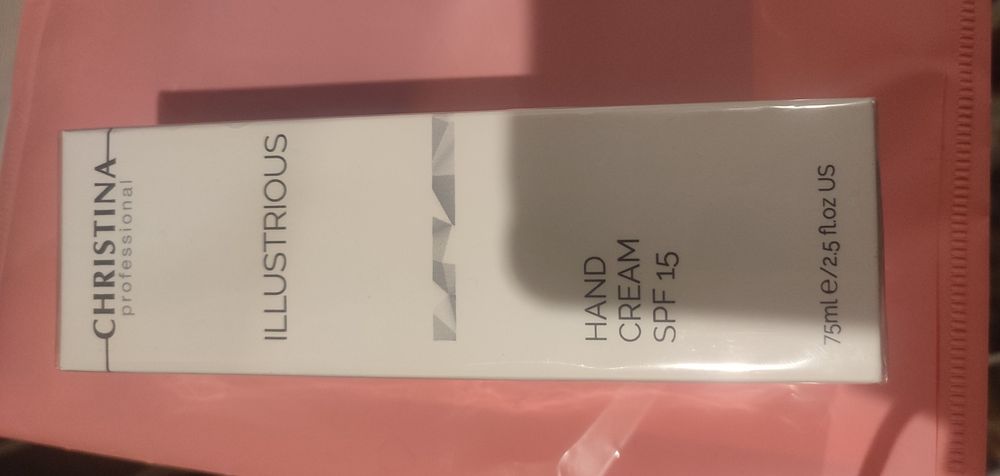 CHRISTINA
professional
ILLUSTRIOUS
HAND
CREAM
SPF 15
75ml ℮/2.5 fl.oz US